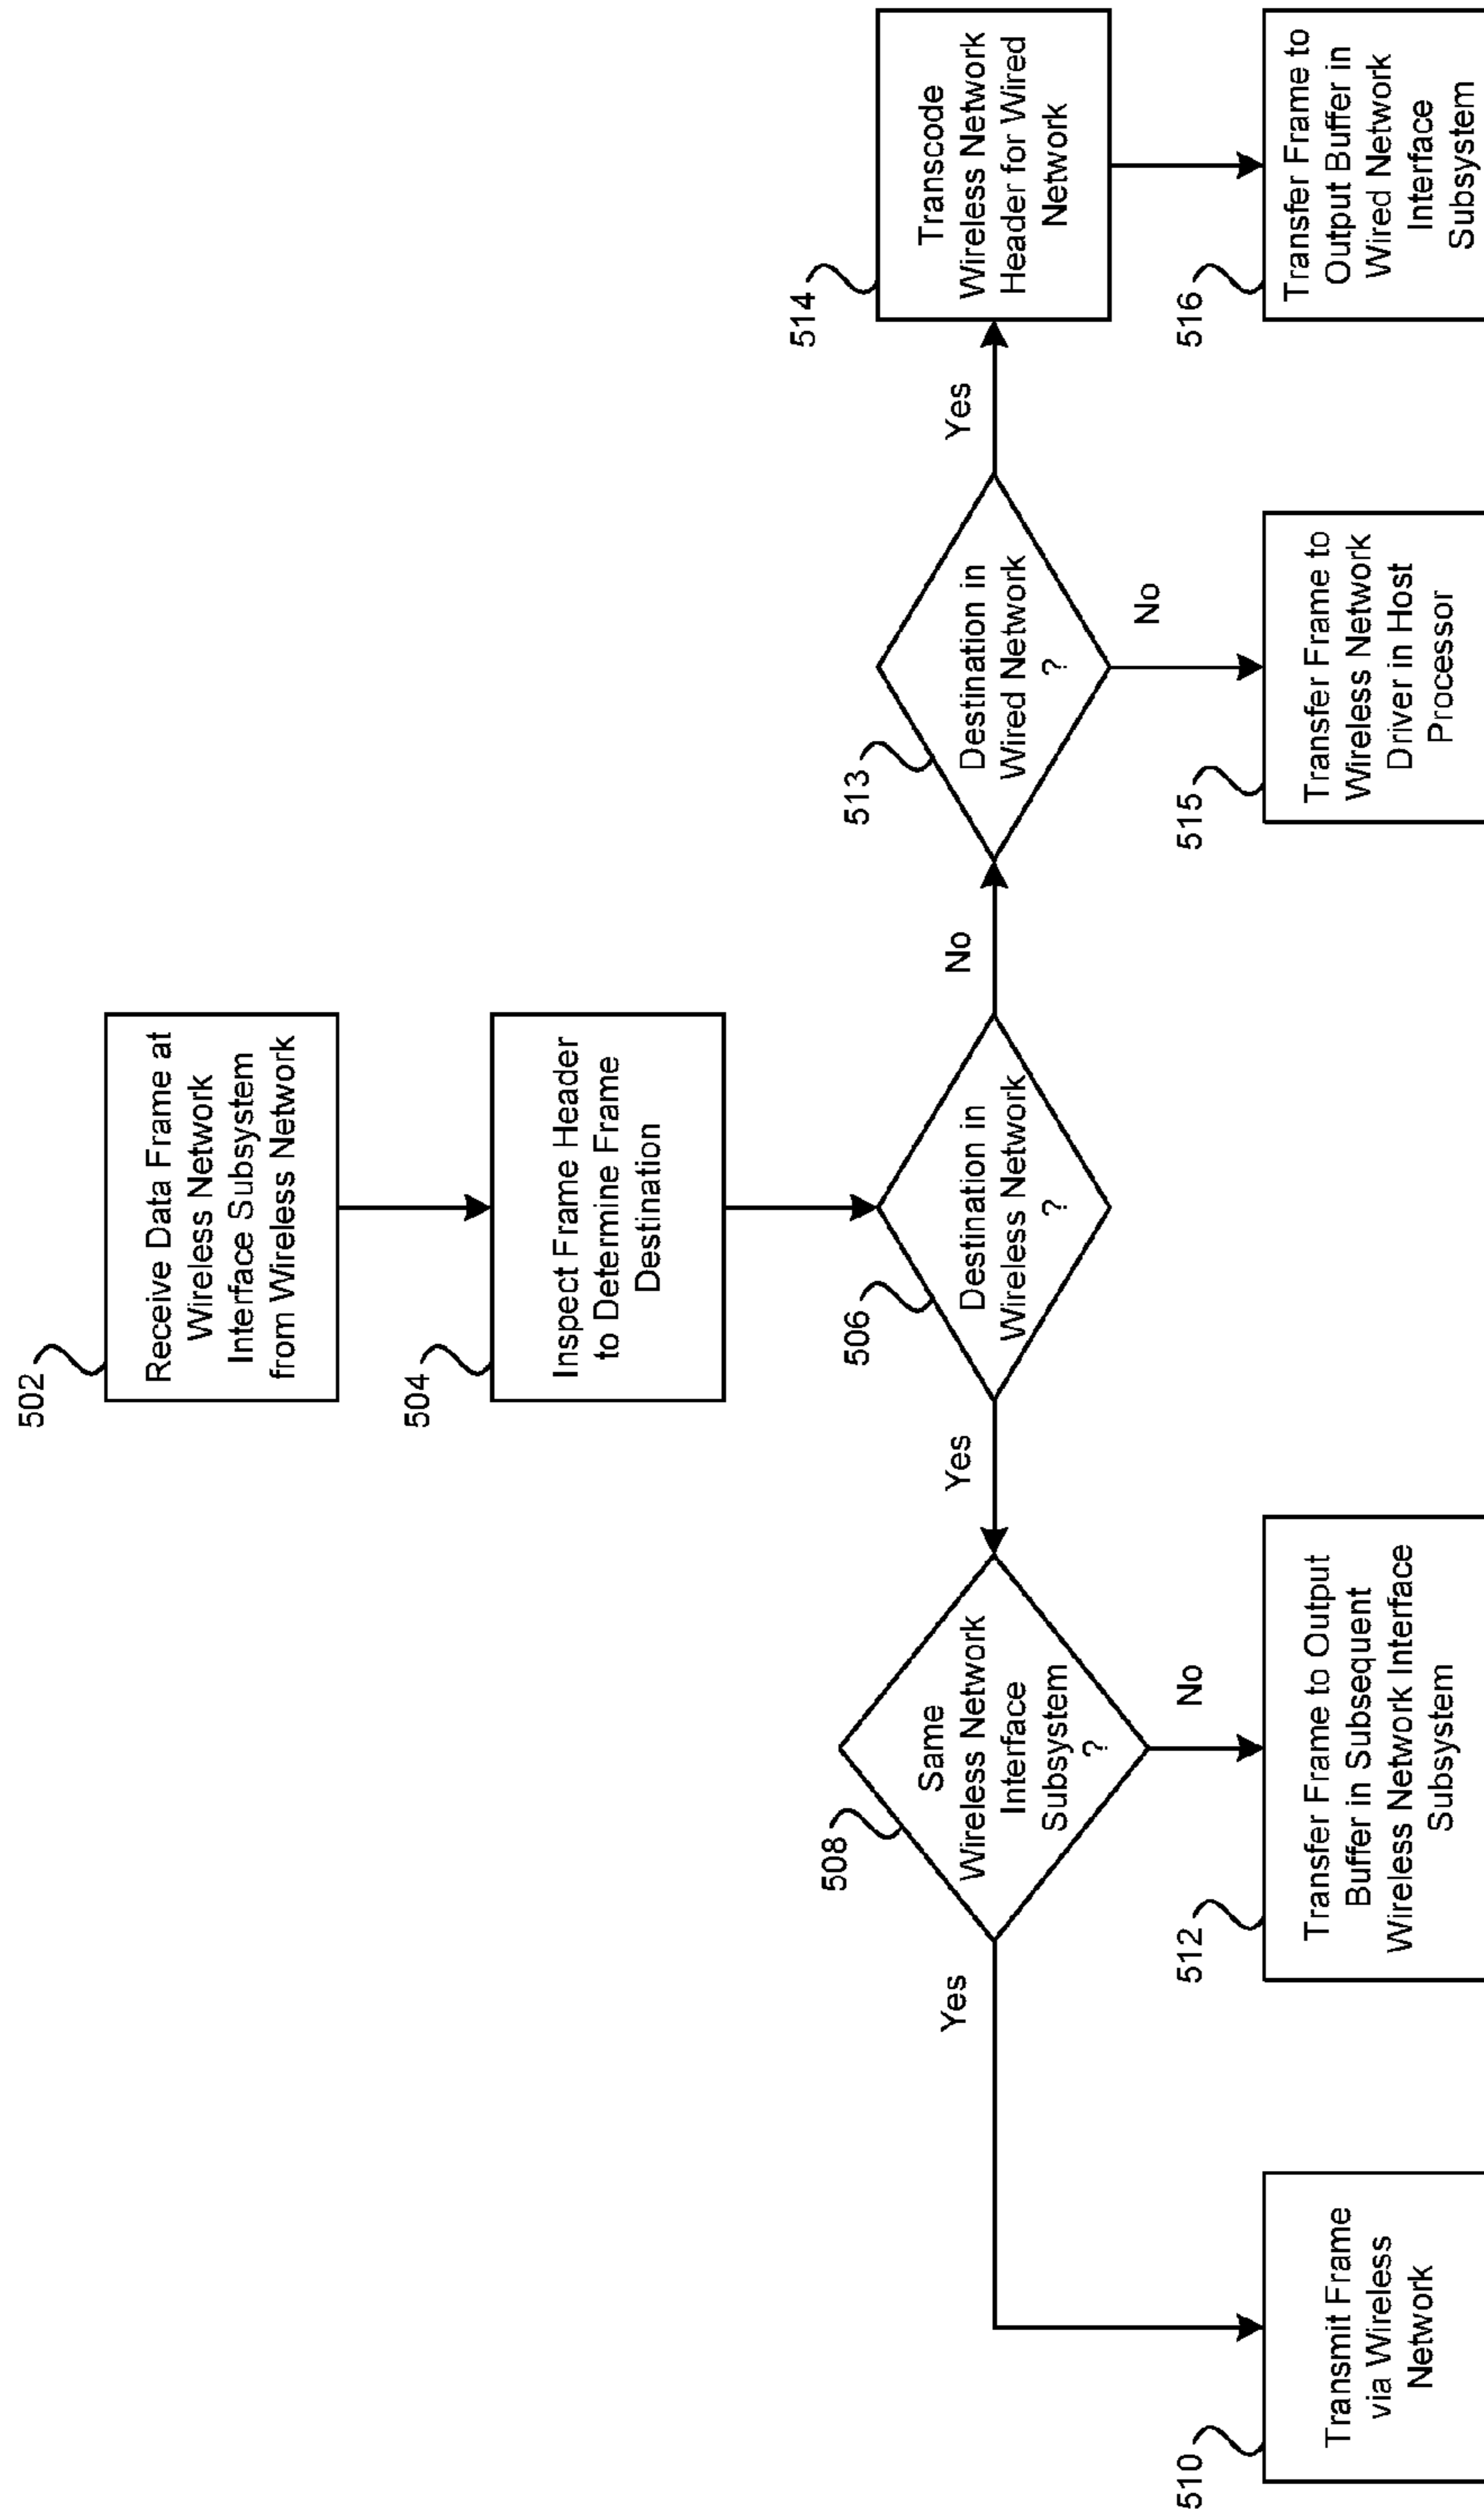 502
Receive Data Frame at
Wireless Network
Interface Subsystem
from Wireless Network
504
Inspect Frame Header
to Determine Frame
Destination
506
Destination in
Wireless Network
?
Yes
No
508
Same
Wireless Network
Interface
Subsystem
?
Yes
No
510
Transmit Frame
via Wireless
Network
512
Transfer Frame to Output
Buffer in Subsequent
Wireless Network Interface
Subsystem
513
Destination in
Wired Network
?
Yes
No
514
Transcode
Wireless Network
Header for Wired
Network
515
Transfer Frame to
Wireless Network
Driver in Host
Processor
516
Transfer Frame to
Output Buffer in
Wired Network
Interface
Subsystem